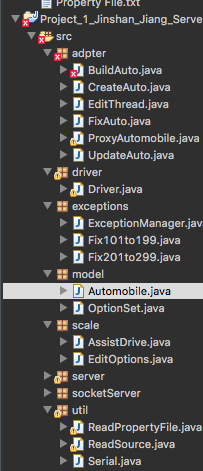 Property File.txt
Project_1_Jinshan_Jiang_Serve
src
adpter
BuildAuto.java
CreateAuto.java
EditThread.java
FixAuto.java
ProxyAutomobile.java
UpdateAuto.java
driver
Driver.java
exceptions
ExceptionManager.java
Fix101to199.java
Fix201to299.java
model
Automobile.java
OptionSet.java
scale
AssistDrive.java
EditOptions.java
server
socketServer
util
ReadPropertyFile.java
ReadSource.java
Serial.java